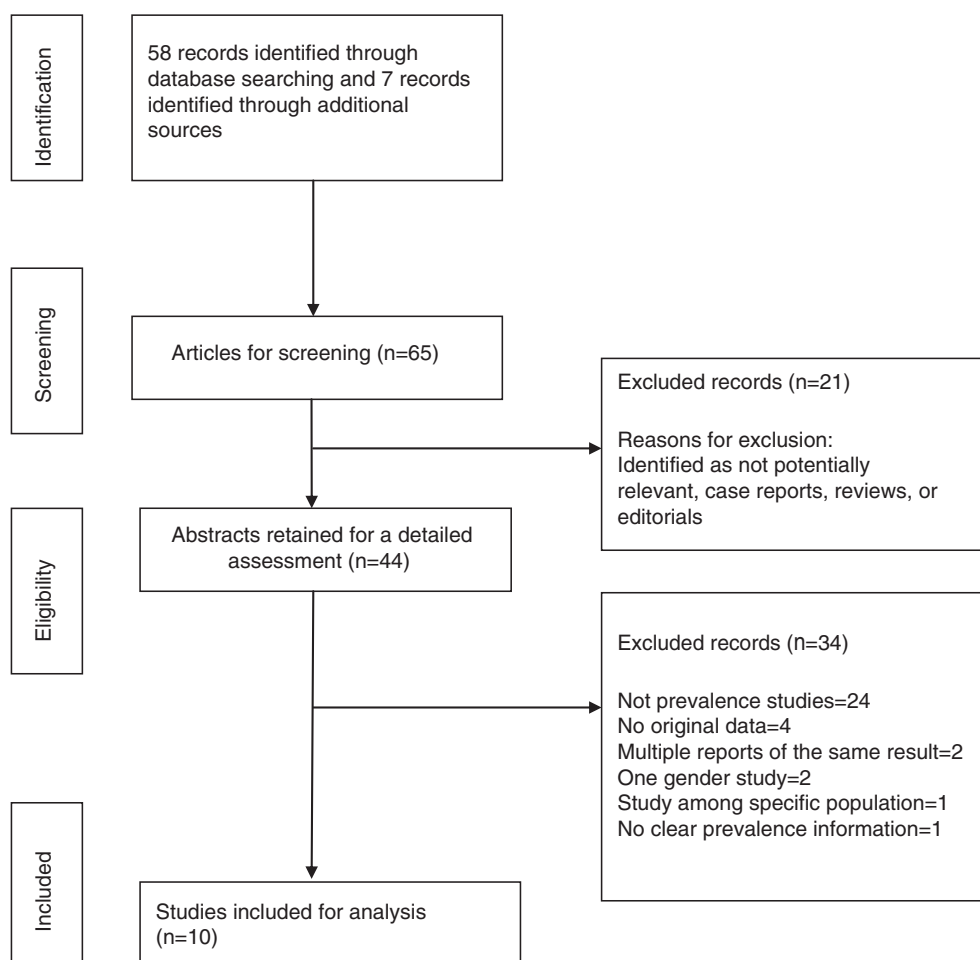 Identification
58 records identified through
database searching and 7 records
identified through additional
sources
Screening
Articles for screening (n=65)
Excluded records (n=21)
Reasons for exclusion:
Identified as not potentially
relevant, case reports, reviews, or
editorials
Eligibility
Abstracts retained for a detailed
assessment (n=44)
Excluded records (n=34)
Not prevalence studies=24
No original data=4
Multiple reports of the same result=2
One gender study=2
Study among specific population=1
No clear prevalence information=1
Included
Studies included for analysis
(n=10)